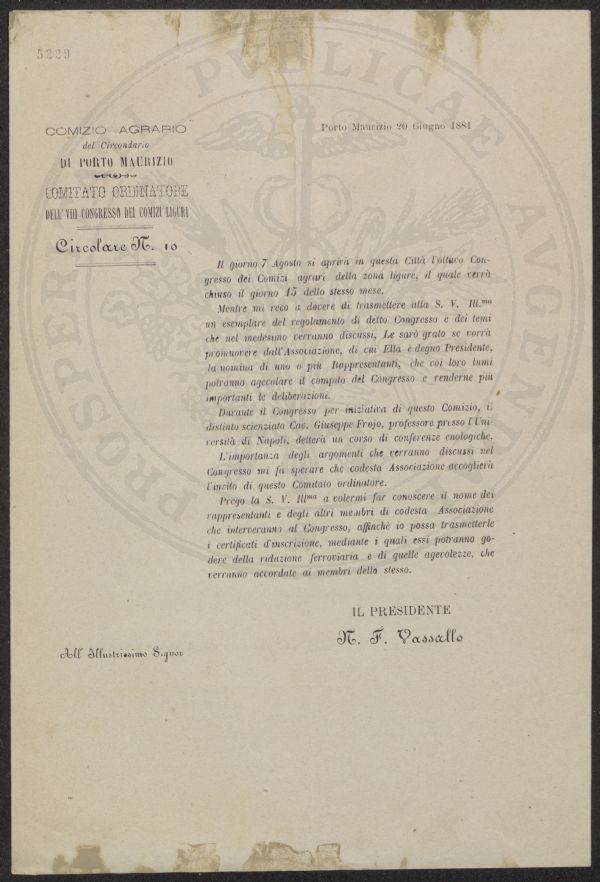 5229
COMIZIO AGRARIO
del Circondario
DI PORTO MAURIZIO
COMITATO ORDINATORE
DELL'VIII CONGRESSO DEI COMIZI LIGURI
Circolare N. 10
Porto Maurizio 20 Giugno 1881
Il giorno 7 Agosto si aprirà in questa Città l'ottavo Con-
gresso dei Comizi agrari della zona ligure, il quale verrà
chiuso il giorno 15 dello stesso mese.
Mentre mi reco a dovere di trasmettere alla S. V. Ill.ma
un esemplare del regolamento di detto Congresso e dei temi
che nel medesimo verranno discussi, Le sarò grato se vorrà
promuovere dall'Associazione, di cui Ella è degno Presidente,
la nomina di uno o più Rappresentanti, che coi loro lumi
potranno agevolare il compito del Congresso e renderne più
importanti le deliberazioni.
Durante il Congresso per iniziativa di questo Comizio, il
distinto scienziato Cav. Giuseppe Frojo, professore presso l'Uni-
versità di Napoli, detterà un corso di conferenze enologiche.
L'importanza degli argomenti che verranno discussi nel
Congresso mi fa sperare che codesta Associazione accoglierà
l'invito di questo Comitato ordinatore.
Prego la S. V. Ill.ma a volermi far conoscere il nome dei
rappresentanti e degli altri membri di codesta Associazione
che interveranno al Congresso, affinchè io possa trasmetterle
i certificati d'inscrizione, mediante i quali essi potranno go-
dere della riduzione ferroviaria e di quelle agevolezze, che
verranno accordate ai membri dello stesso.
IL PRESIDENTE
N. F. Vassallo
All Illustrissimo Signor
PROSPERITATI PUBLICAE AVGENDAE